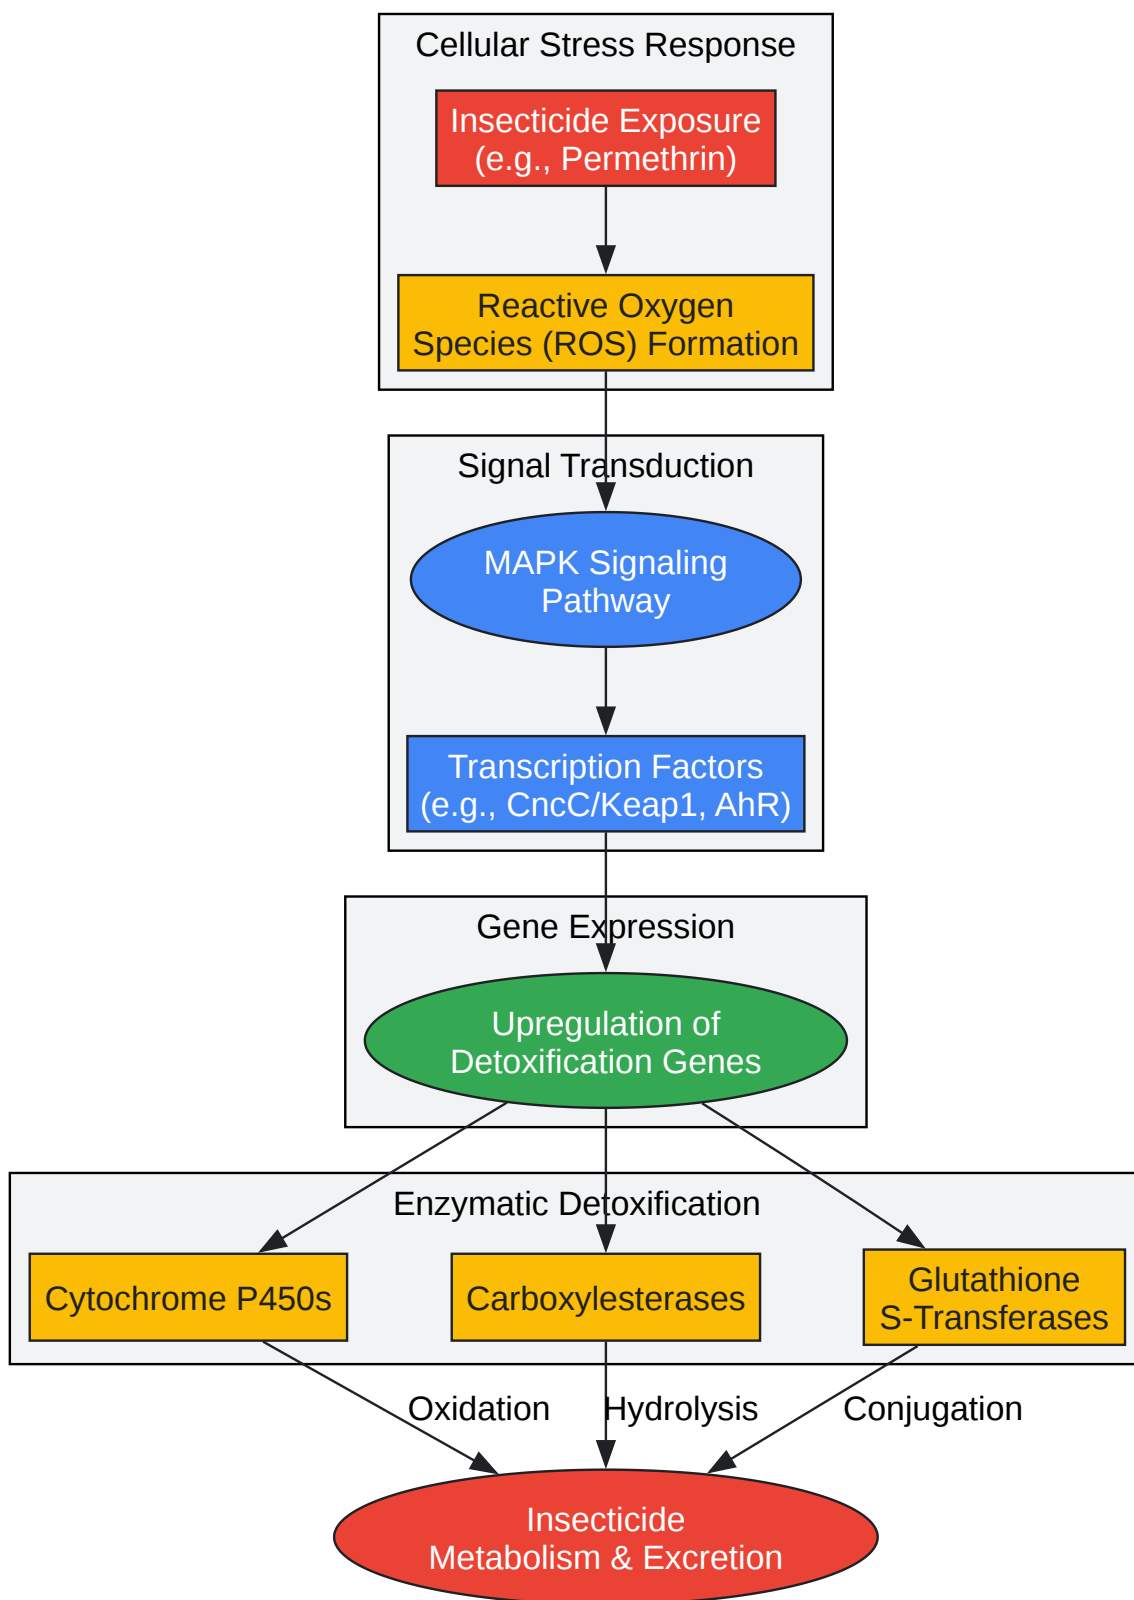 Cellular Stress Response
Insecticide Exposure
(e.g., Permethrin)
Reactive Oxygen
Species (ROS) Formation
Signal Transduction
MAPK Signaling
Pathway
Transcription Factors
(e.g., CncC/Keap1, AhR)
Gene Expression
Upregulation of
Detoxification Genes
Enzymatic Detoxification
Cytochrome P450s
Carboxylesterases
Glutathione
S-Transferases
Oxidation
Hydrolysis
Conjugation
Insecticide
Metabolism & Excretion